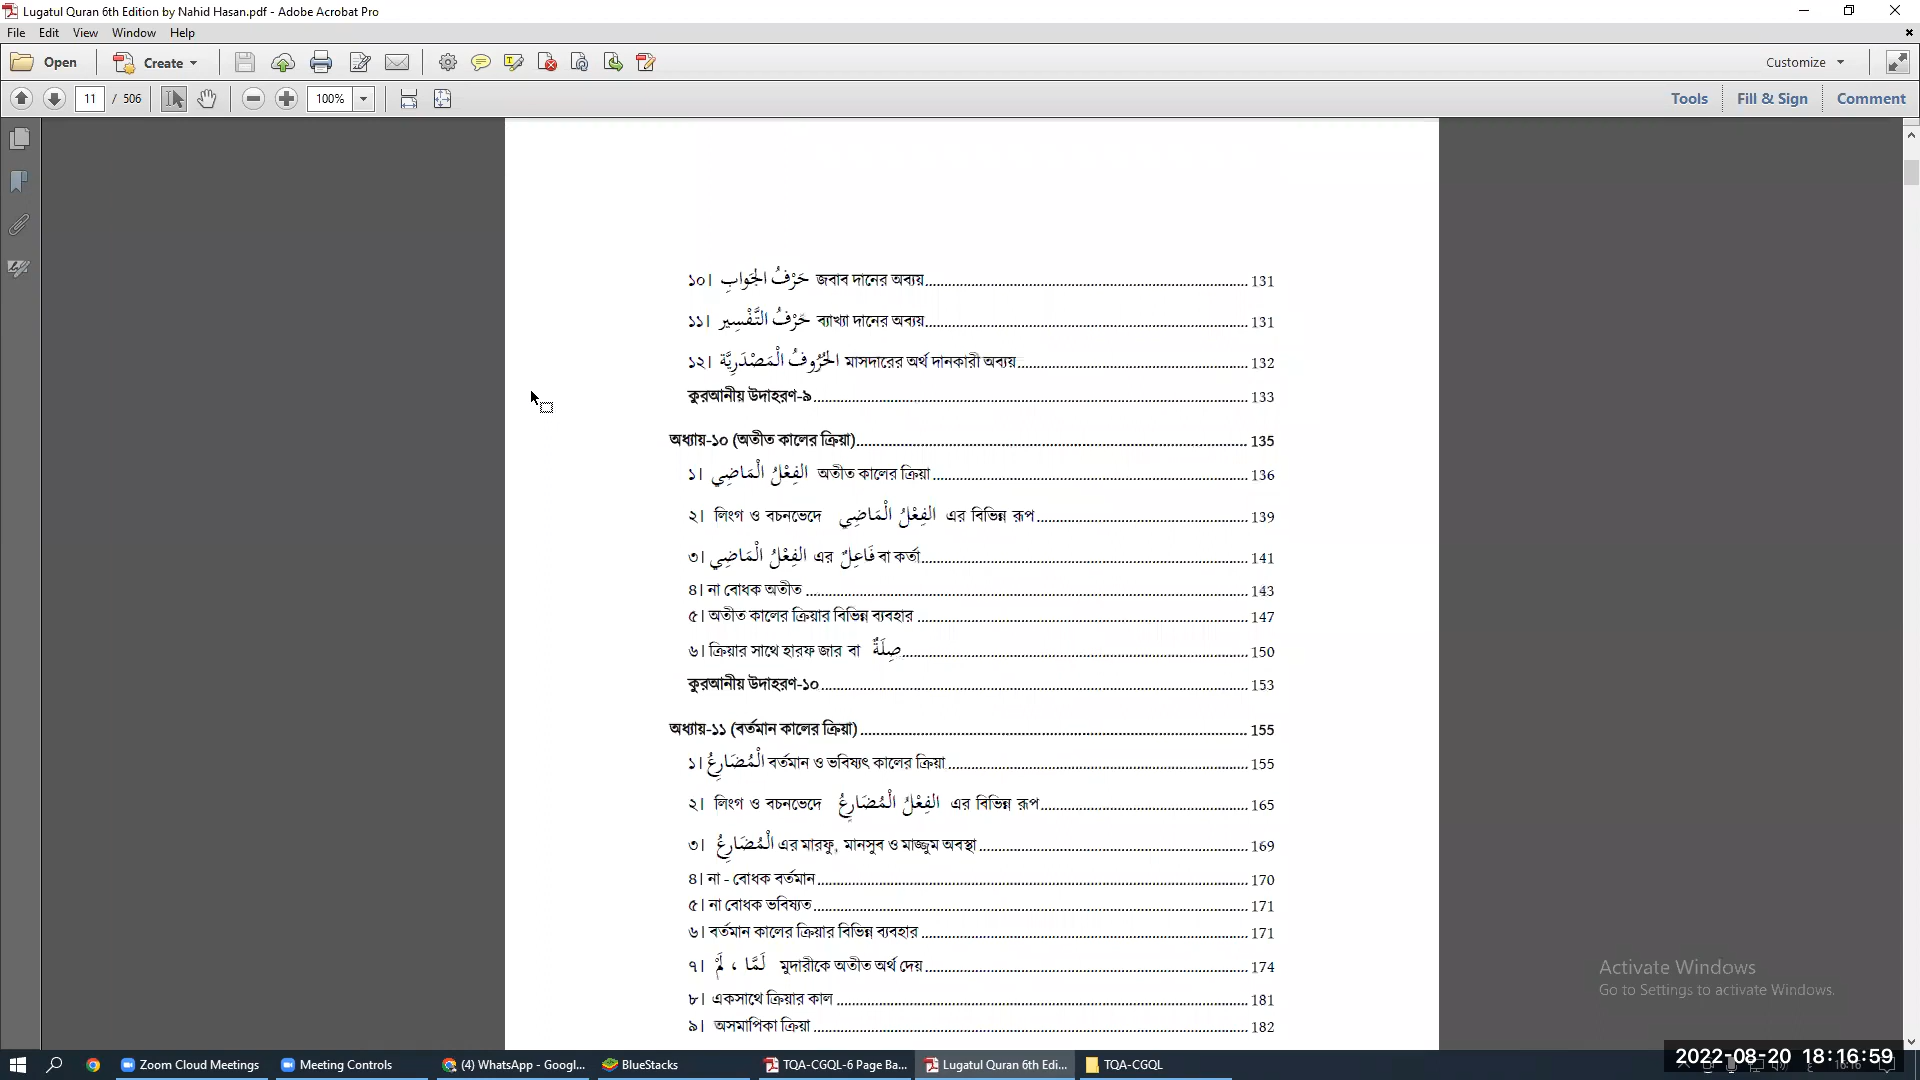 Lugatul Quran 6th Edition by Nahid Hasan.pdf - Adobe Acrobat Pro
File Edit View Window Help
Open Create Customize
11 / 506 100% Tools Fill & Sign Comment
১০। حَرْفُ الجَوابِ জবাব দানের অব্যয়.......... 131
১১। حَرْفُ التَّفْسِير ব্যাখ্যা দানের অব্যয়.......... 131
১২। الحُرُوفُ الْمَصْدَرِيَّة মাসদারের অর্থ দানকারী অব্যয়.......... 132
কুরআনীয় উদাহরণ-৯.......... 133
অধ্যায়-১০ (অতীত কালের ক্রিয়া).......... 135
১। الفِعْلُ الْمَاضِي অতীত কালের ক্রিয়া.......... 136
২। লিংগ ও বচনভেদে الفِعْلُ الْمَاضِي এর বিভিন্ন রূপ.......... 139
৩। الفِعْلُ الْمَاضِي এর فَاعِلٌ বা কর্তা.......... 141
৪। না বোধক অতীত.......... 143
৫। অতীত কালের ক্রিয়ার বিভিন্ন ব্যবহার.......... 147
৬। ক্রিয়ার সাথে হারফ জার বা صِلَةٌ.......... 150
কুরআনীয় উদাহরণ-১০.......... 153
অধ্যায়-১১ (বর্তমান কালের ক্রিয়া).......... 155
১। الْمُضَارِعُ বর্তমান ও ভবিষ্যৎ কালের ক্রিয়া.......... 155
২। লিংগ ও বচনভেদে الفِعْلُ الْمُضَارِعُ এর বিভিন্ন রূপ.......... 165
৩। الْمُضَارِعُ এর মারফু, মানসুব ও মাজ্জুম অবস্থা.......... 169
৪। না - বোধক বর্তমান.......... 170
৫। না বোধক ভবিষ্যত.......... 171
৬। বর্তমান কালের ক্রিয়ার বিভিন্ন ব্যবহার.......... 171
৭। لَمَّا ، لَمْ মুদারীকে অতীত অর্থ দেয়.......... 174
৮। একসাথে ক্রিয়ার কাল.......... 181
৯। অসমাপিকা ক্রিয়া.......... 182
Activate Windows
Go to Settings to activate Windows.
Zoom Cloud Meetings Meeting Controls (4) WhatsApp - Googl... BlueStacks TQA-CGQL-6 Page Ba... Lugatul Quran 6th Edi... TQA-CGQL
2022-08-20 18:16:59